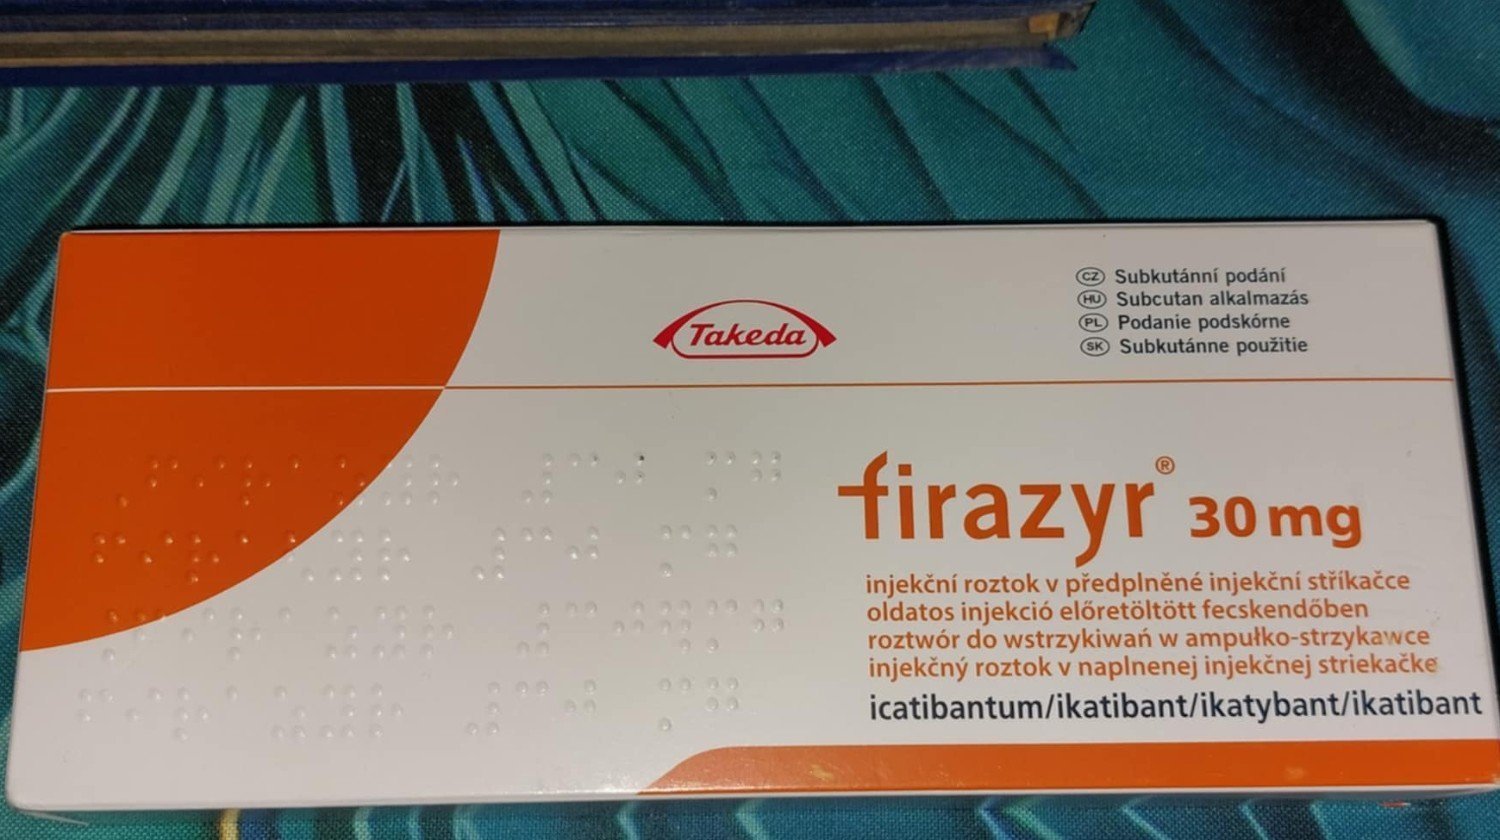 Takeda
CZ Subkutánní podání
HU Subcutan alkalmazás
PL Podanie podskórne
SK Subkutánne použitie
firazyr® 30 mg
injekční roztok v předplněné injekční stříkačce
oldatos injekció előretöltött fecskendőben
roztwór do wstrzykiwań w ampułko-strzykawce
injekčný roztok v naplnenej injekčnej striekačke
icatibantum/ikatibant/ikatybant/ikatibant